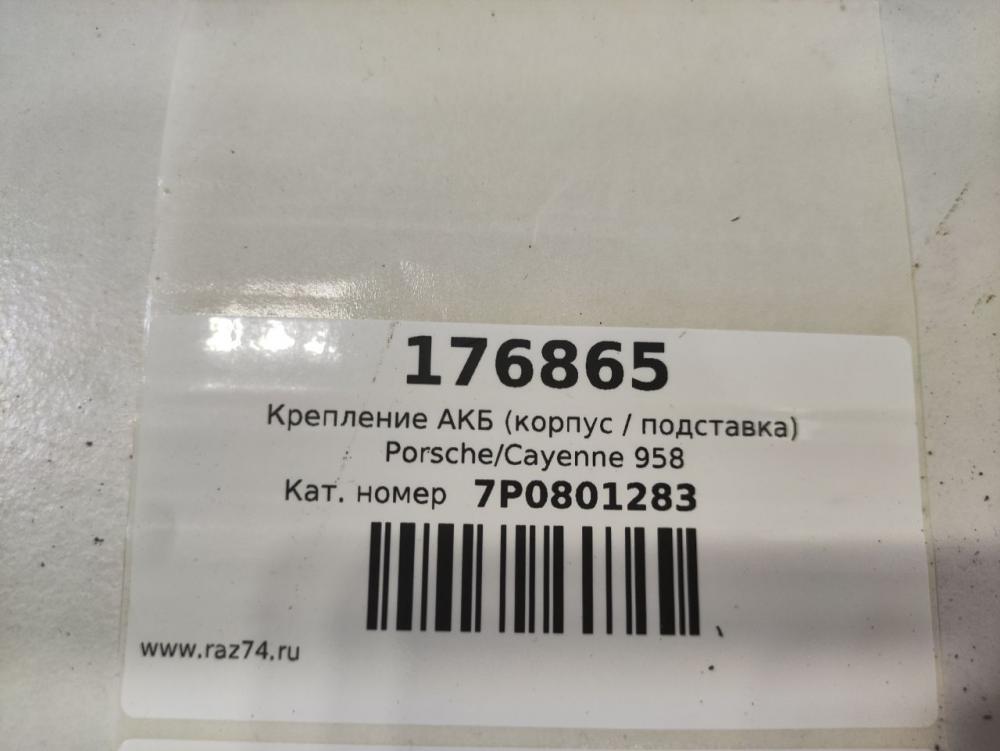 176865
Крепление АКБ (корпус / подставка)
Porsche/Cayenne 958
Кат. номер 7P0801283
www.raz74.ru